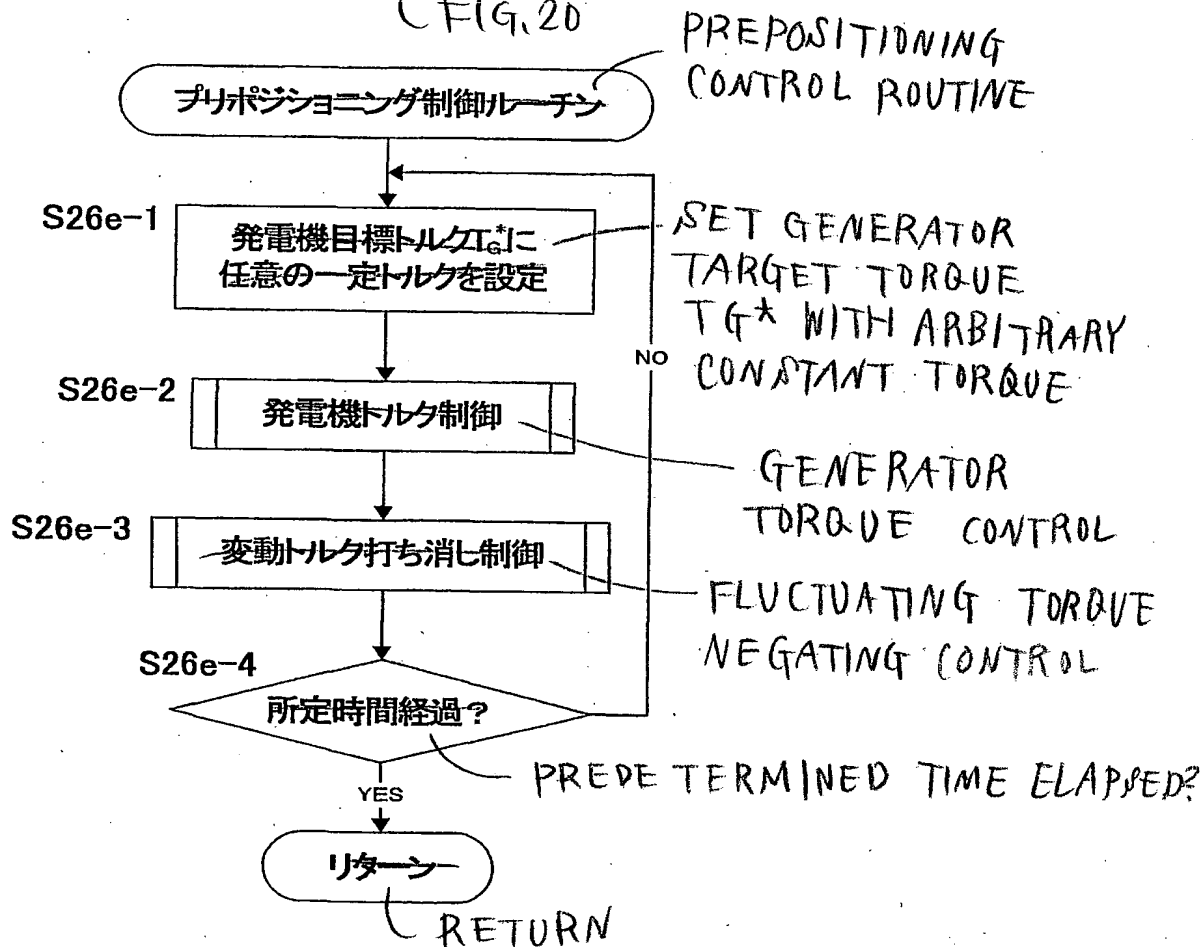 FIG. 20
プリポジショニング制御ルーチン
PREPOSITIONING
CONTROL ROUTINE
S26e-1
発電機目標トルクTG*に
任意の一定トルクを設定
SET GENERATOR
TARGET TORQUE
TG* WITH ARBITRARY
CONSTANT TORQUE
NO
S26e-2
発電機トルク制御
GENERATOR
TORQUE CONTROL
S26e-3
変動トルク打ち消し制御
FLUCTUATING TORQUE
NEGATING CONTROL
S26e-4
所定時間経過?
PREDETERMINED TIME ELAPSED?
YES
リターン
RETURN